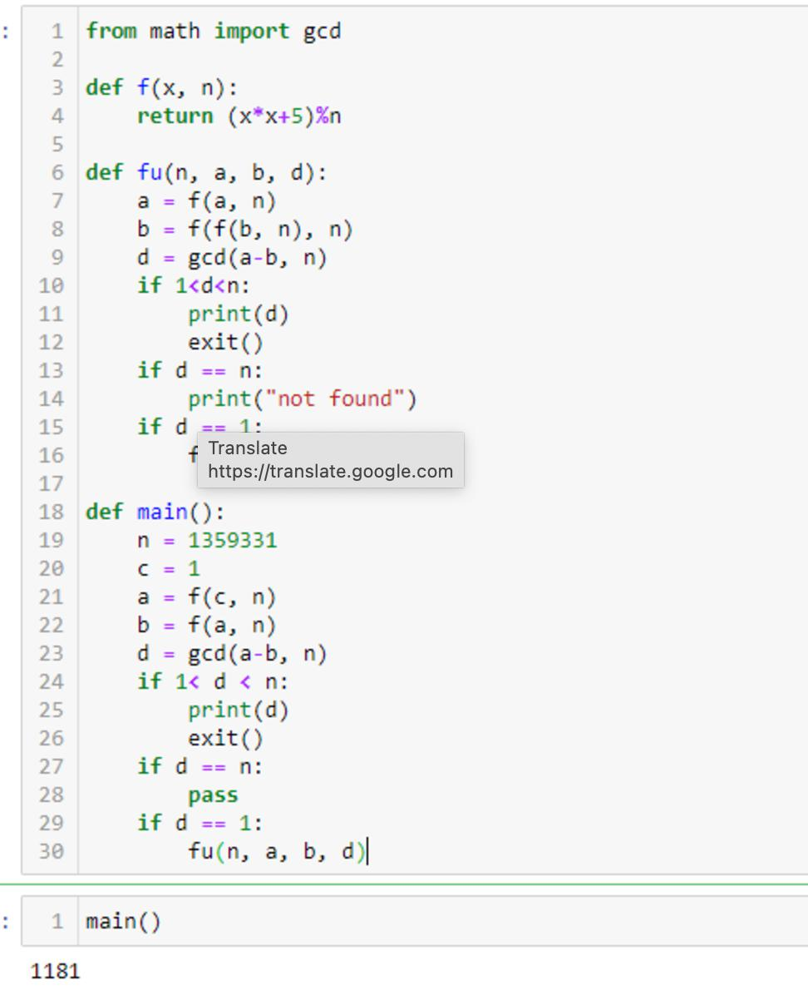 :
1 from math import gcd
2
3 def f(x, n):
4     return (x*x+5)%n
5
6 def fu(n, a, b, d):
7     a = f(a, n)
8     b = f(f(b, n), n)
9     d = gcd(a-b, n)
10     if 1<d<n:
11         print(d)
12         exit()
13     if d == n:
14         print("not found")
15     if d == 1:
16
Translate
https://translate.google.com
17
18 def main():
19     n = 1359331
20     c = 1
21     a = f(c, n)
22     b = f(a, n)
23     d = gcd(a-b, n)
24     if 1< d < n:
25         print(d)
26         exit()
27     if d == n:
28         pass
29     if d == 1:
30         fu(n, a, b, d)
:
1 main()
1181